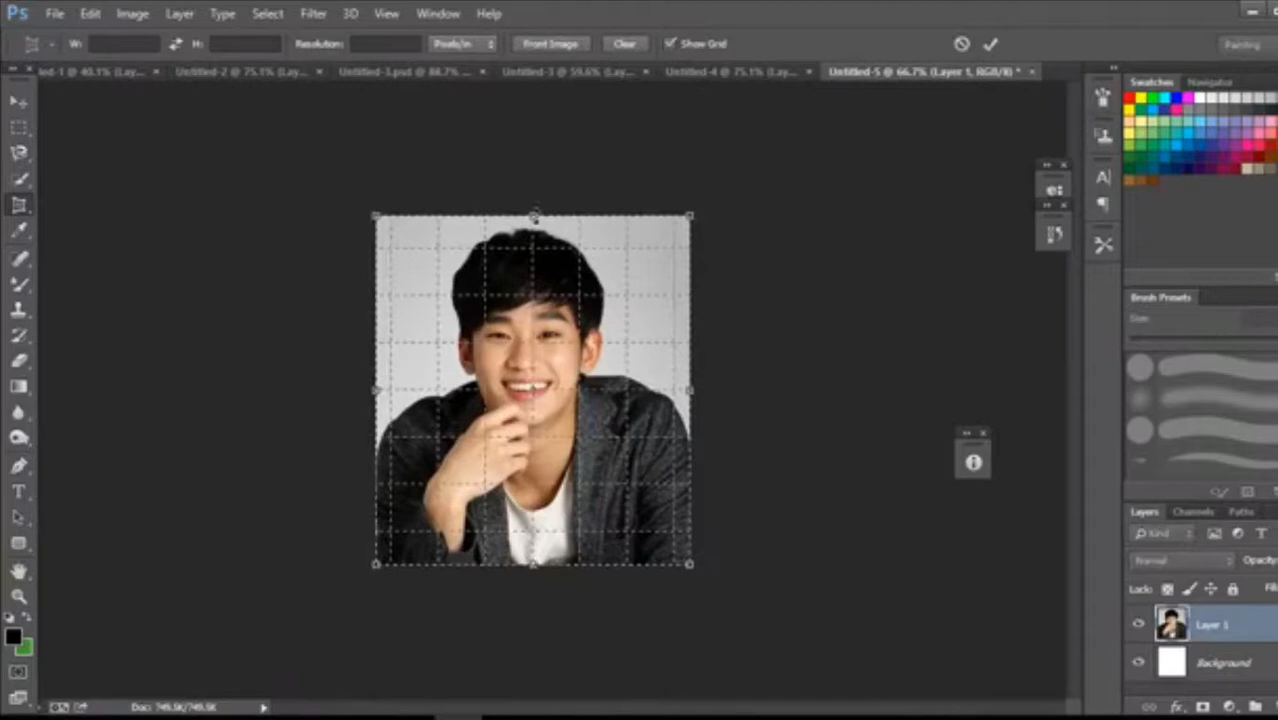 Ps File Edit Image Layer Type Select Filter 3D View Window Help
W: H: Resolution: Pixels/in Front Image Clear Show Grid Painting
led-1 @ 40.1% (Lay... × Untitled-2 @ 75.1% (Lay... × Untitled-3.psd @ 88.7% ... × Untitled-3 @ 59.6% (Lay... × Untitled-4 @ 75.1% (Lay... × Untitled-5 @ 66.7% (Layer 1, RGB/8) * ×
Swatches Navigator
Brush Presets
Size:
Layers Channels Paths
Kind
Normal Opacity
Lock: Fill
Layer 1
Background
Doc: 749.5K/749.5K